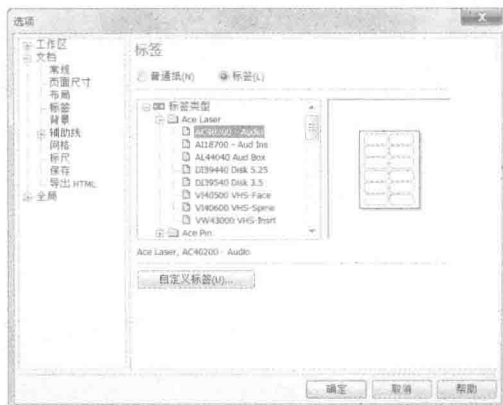 选项
工作区
文档
常规
页面尺寸
布局
标签
背景
辅助线
网格
标尺
保存
导出 HTML
全局
标签
普通纸(N)
标签(L)
标签类型
Ace Laser
AC46200 - Audio
AI18700 - Aud Ins
AL44040 Aud Box
DI39440 Disk 5.25
DI39540 Disk 3.5
VI40500 VHS-Face
VI40600 VHS-Spine
VW43000 VHS-Insrt
Ace Pin
Ace Laser, AC46200 - Audio
自定义标签(U)...
确定
取消
帮助